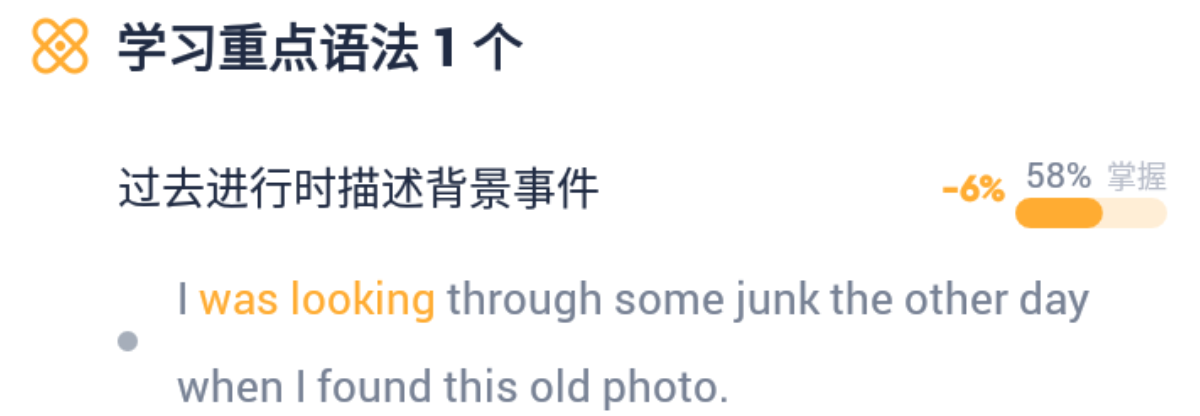 学习重点语法 1 个
过去进行时描述背景事件
-6%
58% 掌握
I was looking through some junk the other day
when I found this old photo.